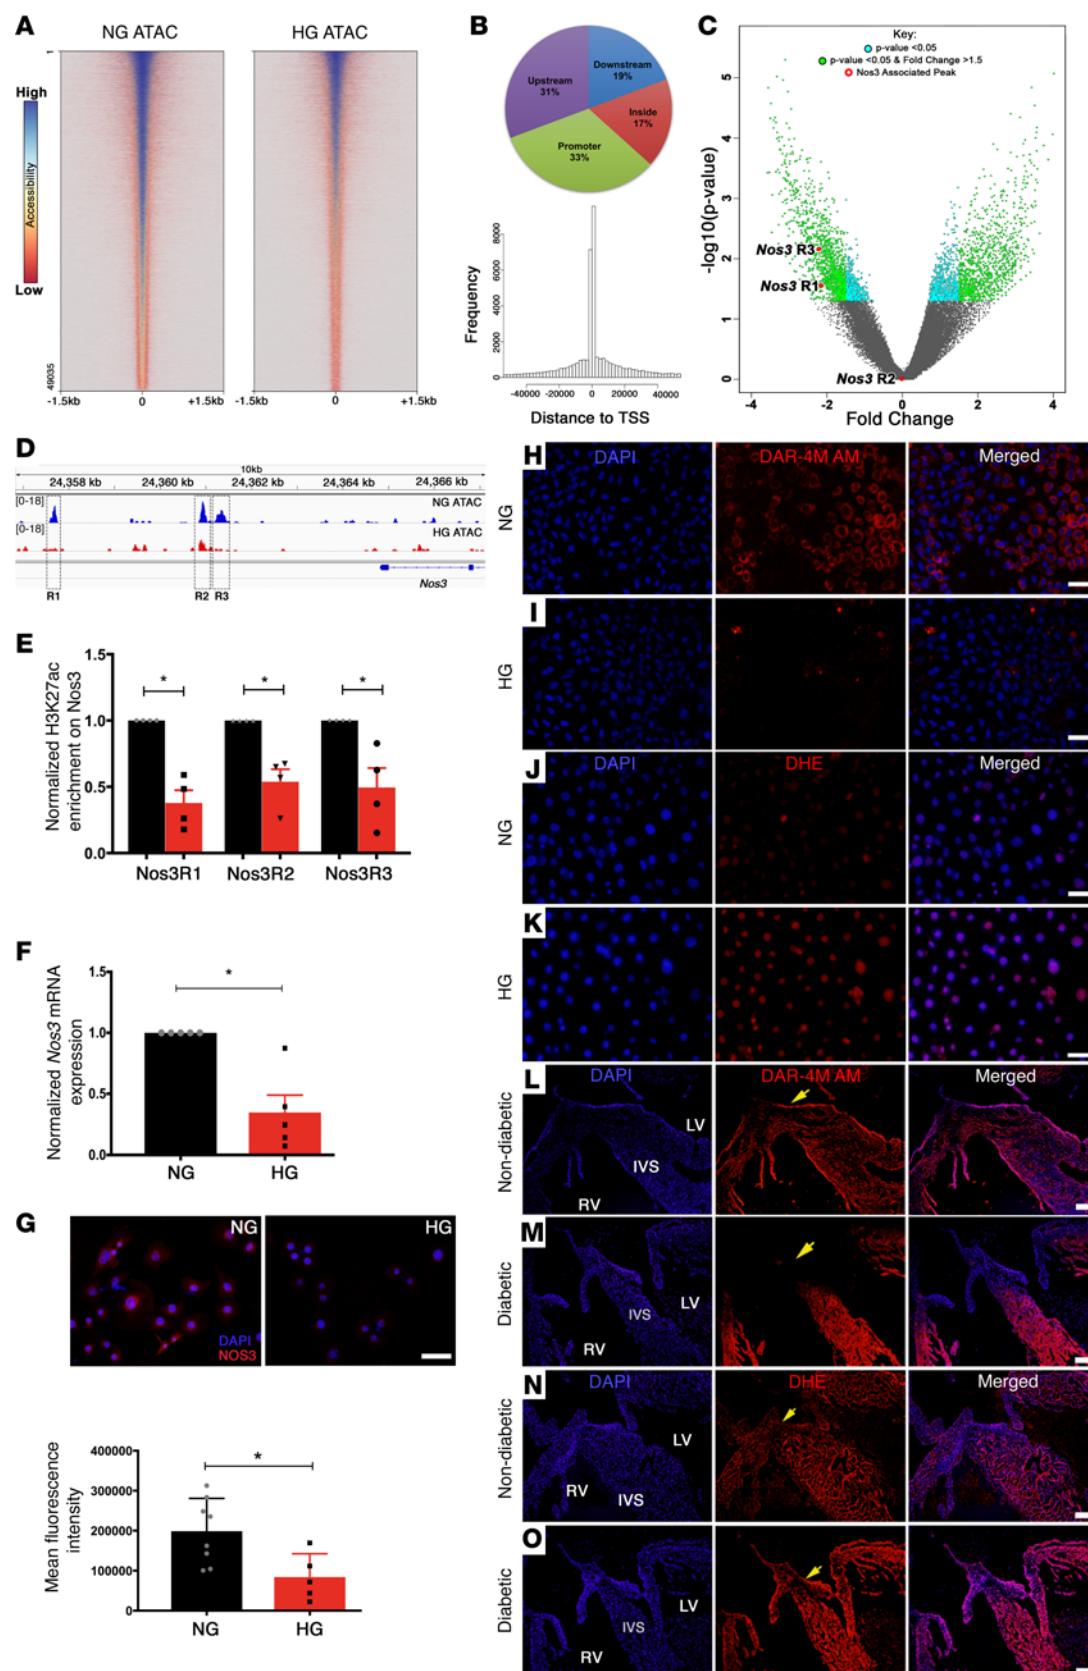 A
NG ATAC
HG ATAC
High
Accessibility
Low
1
49035
-1.5kb
0
+1.5kb
-1.5kb
0
+1.5kb
B
Upstream
31%
Downstream
19%
Inside
17%
Promoter
33%
Frequency
0
2000
4000
6000
8000
-40000
-20000
0
20000
40000
Distance to TSS
C
Key:
p-value <0.05
p-value <0.05 & Fold Change >1.5
Nos3 Associated Peak
-log10(p-value)
5
4
3
2
1
0
Nos3 R3
Nos3 R1
Nos3 R2
-4
-2
0
2
4
Fold Change
D
10kb
24,358 kb
24,360 kb
24,362 kb
24,364 kb
24,366 kb
[0-18]
NG ATAC
[0-18]
HG ATAC
Nos3
R1
R2
R3
E
Normalized H3K27ac
enrichment on Nos3
1.5
1.0
0.5
0.0
*
*
*
Nos3R1
Nos3R2
Nos3R3
F
Normalized Nos3 mRNA
expression
1.5
1.0
0.5
0.0
*
NG
HG
G
NG
DAPI
NOS3
HG
Mean fluorescence
intensity
400000
300000
200000
100000
0
*
NG
HG
H
NG
DAPI
DAR-4M AM
Merged
I
HG
J
NG
DAPI
DHE
Merged
K
HG
L
Non-diabetic
DAPI
DAR-4M AM
Merged
LV
IVS
RV
M
Diabetic
LV
IVS
RV
N
Non-diabetic
DAPI
DHE
Merged
LV
RV
IVS
O
Diabetic
LV
IVS
RV